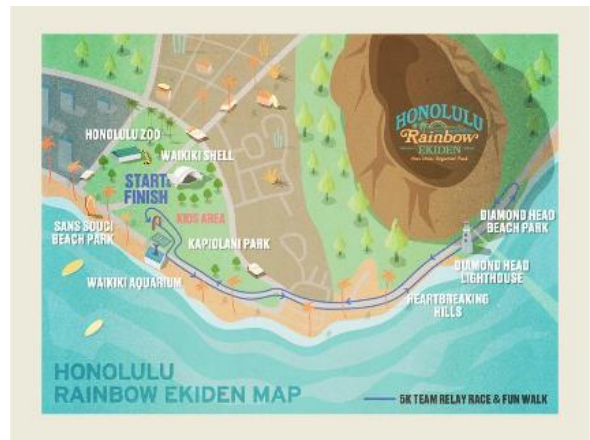 HONOLULU
Rainbow
EKIDEN
HONOLULU ZOO
WAIKIKI SHELL
START&
FINISH
KIDS AREA
SANS SOUCI
BEACH PARK
KAPIOLANI PARK
WAIKIKI AQUARIUM
DIAMOND HEAD
BEACH PARK
DIAMOND HEAD
LIGHTHOUSE
HEARTBREAKING
HILLS
HONOLULU
RAINBOW EKIDEN MAP
5K TEAM RELAY RACE & FUN WALK